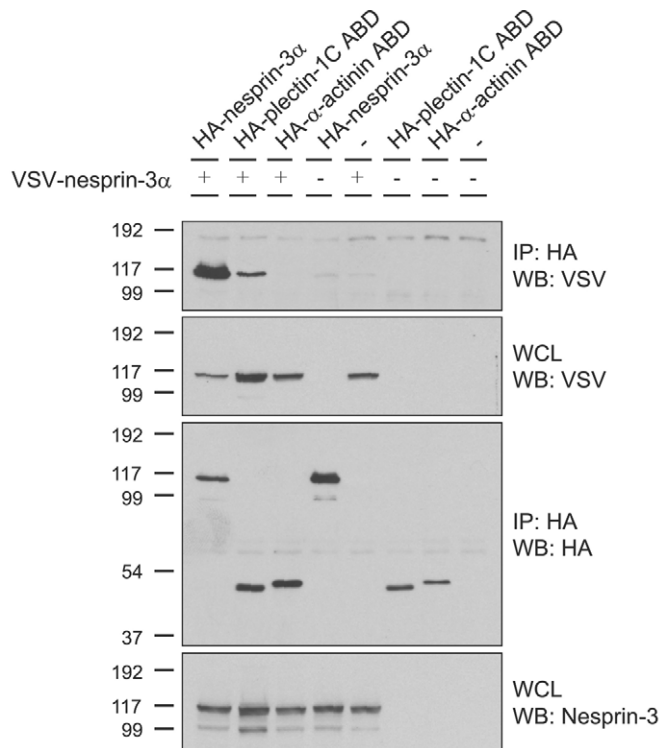 HA-nesprin-3α
HA-plectin-1C ABD
HA-α-actinin ABD
HA-nesprin-3α
-
HA-plectin-1C ABD
HA-α-actinin ABD
-
VSV-nesprin-3α + + + - + - - -
192
117
99
IP: HA
WB: VSV
192
117
99
WCL
WB: VSV
192
117
99
54
37
IP: HA
WB: HA
192
117
99
WCL
WB: Nesprin-3